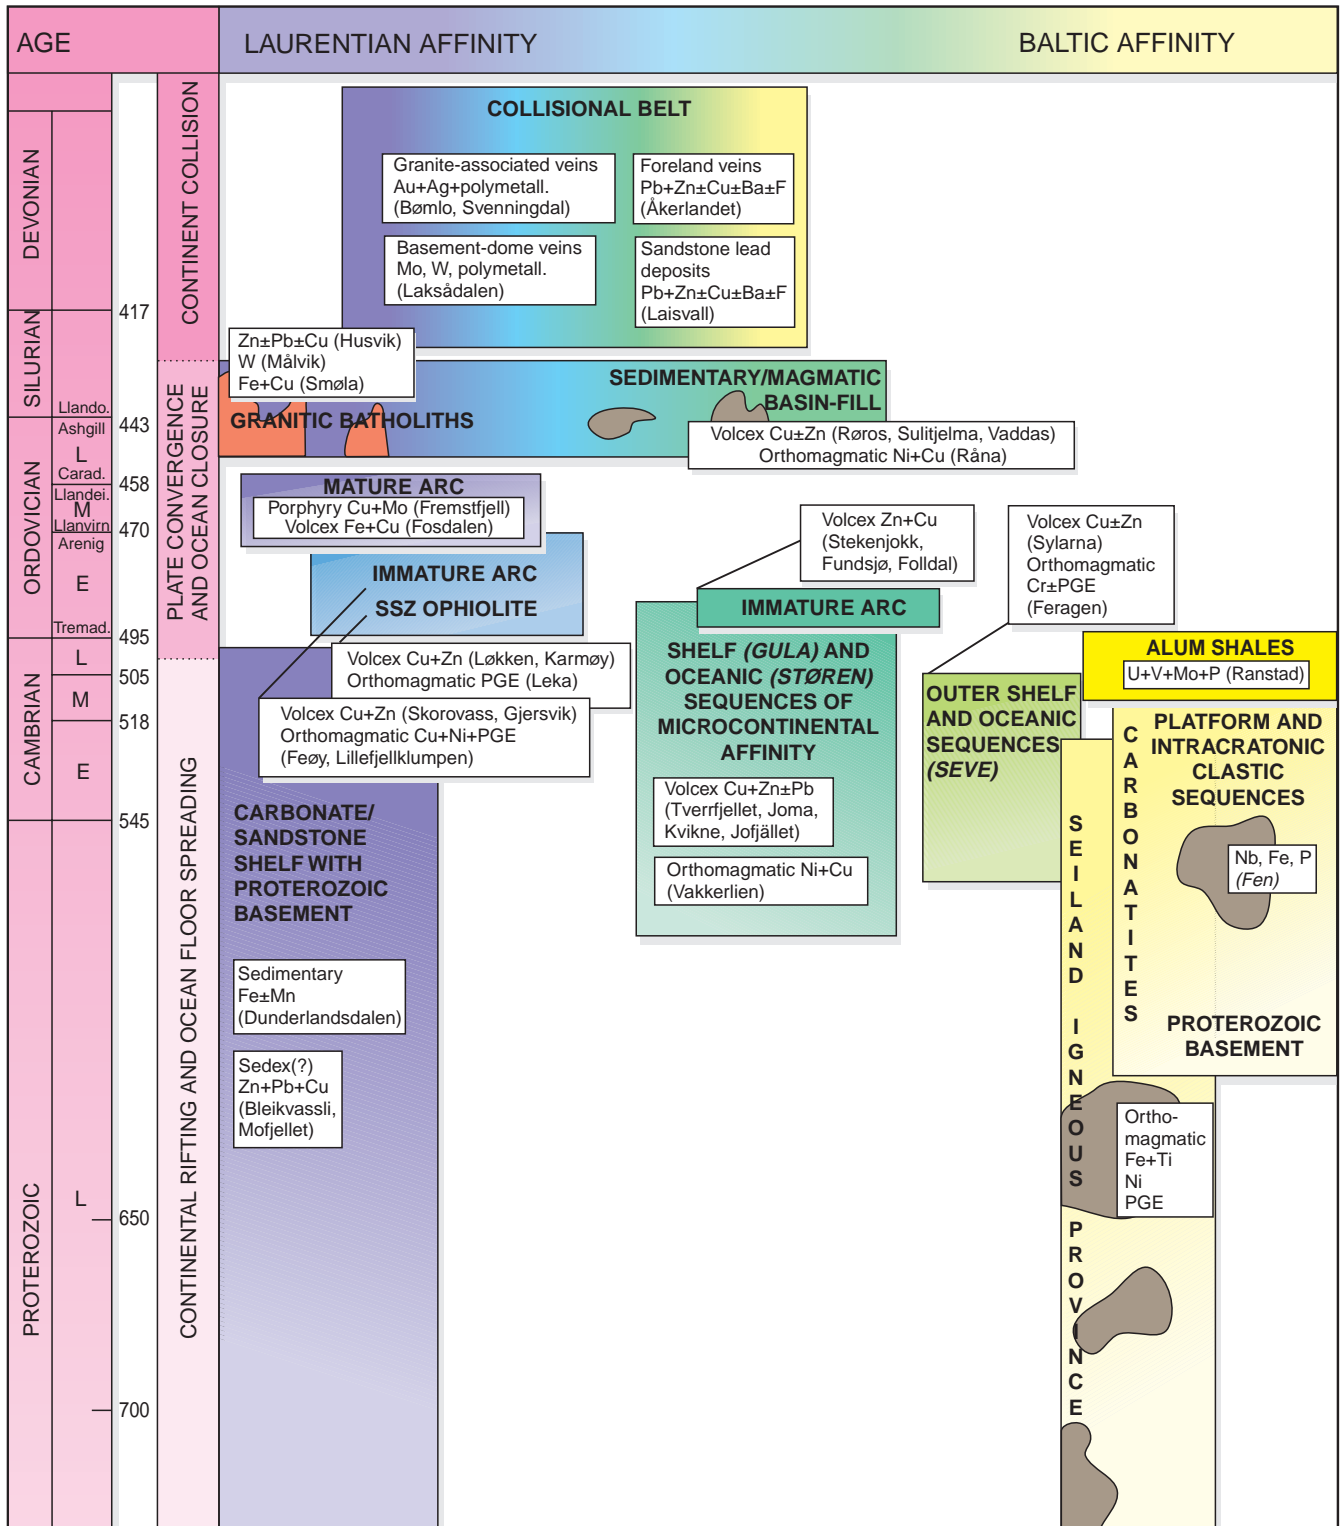 AGE
LAURENTIAN AFFINITY
BALTIC AFFINITY
DEVONIAN
SILURIAN
ORDOVICIAN
CAMBRIAN
PROTEROZOIC
Llando.
Ashgill
L
Carad.
Llandei.
M
Llanvirn
Arenig
E
Tremad.
L
M
E
L
417
443
458
470
495
505
518
545
650
700
CONTINENT COLLISION
PLATE CONVERGENCE
AND OCEAN CLOSURE
CONTINENTAL RIFTING AND OCEAN FLOOR SPREADING
COLLISIONAL BELT
Granite-associated veins
Au+Ag+polymetall.
(Bømlo, Svenningdal)
Foreland veins
Pb+Zn±Cu±Ba±F
(Åkerlandet)
Basement-dome veins
Mo, W, polymetall.
(Laksådalen)
Sandstone lead
deposits
Pb+Zn±Cu±Ba±F
(Laisvall)
Zn±Pb±Cu (Husvik)
W (Målvik)
Fe+Cu (Smøla)
GRANITIC BATHOLITHS
SEDIMENTARY/MAGMATIC
BASIN-FILL
Volcex Cu±Zn (Røros, Sulitjelma, Vaddas)
Orthomagmatic Ni+Cu (Råna)
MATURE ARC
Porphyry Cu+Mo (Fremstfjell)
Volcex Fe+Cu (Fosdalen)
IMMATURE ARC
SSZ OPHIOLITE
Volcex Cu+Zn (Løkken, Karmøy)
Orthomagmatic PGE (Leka)
Volcex Cu+Zn (Skorovass, Gjersvik)
Orthomagmatic Cu+Ni+PGE
(Feøy, Lillefjellklumpen)
CARBONATE/
SANDSTONE
SHELF WITH
PROTEROZOIC
BASEMENT
Sedimentary
Fe±Mn
(Dunderlandsdalen)
Sedex(?)
Zn+Pb+Cu
(Bleikvassli,
Mofjellet)
Volcex Zn+Cu
(Stekenjokk,
Fundsjø, Folldal)
IMMATURE ARC
SHELF (GULA) AND
OCEANIC (STØREN)
SEQUENCES OF
MICROCONTINENTAL
AFFINITY
Volcex Cu+Zn±Pb
(Tverrfjellet, Joma,
Kvikne, Jofjället)
Orthomagmatic Ni+Cu
(Vakkerlien)
Volcex Cu±Zn
(Sylarna)
Orthomagmatic
Cr±PGE
(Feragen)
OUTER SHELF
AND OCEANIC
SEQUENCES
(SEVE)
ALUM SHALES
U+V+Mo+P (Ranstad)
CARBONATITES
PLATFORM AND
INTRACRATONIC
CLASTIC
SEQUENCES
Nb, Fe, P
(Fen)
PROTEROZOIC
BASEMENT
SEILAND IGNEOUS PROVINCE
Ortho-
magmatic
Fe+Ti
Ni
PGE